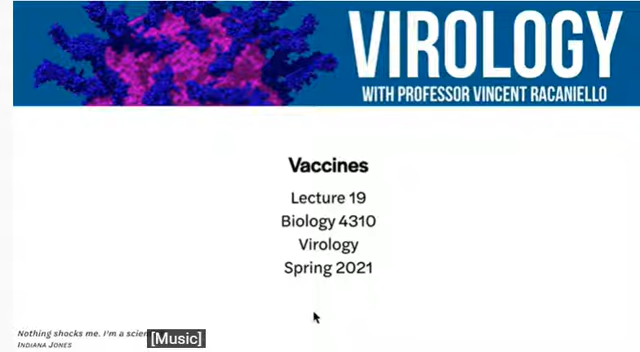 VIROLOGY
WITH PROFESSOR VINCENT RACANIELLO
Vaccines
Lecture 19
Biology 4310
Virology
Spring 2021
Nothing shocks me. I'm a
[Music]
INDIANA JONES